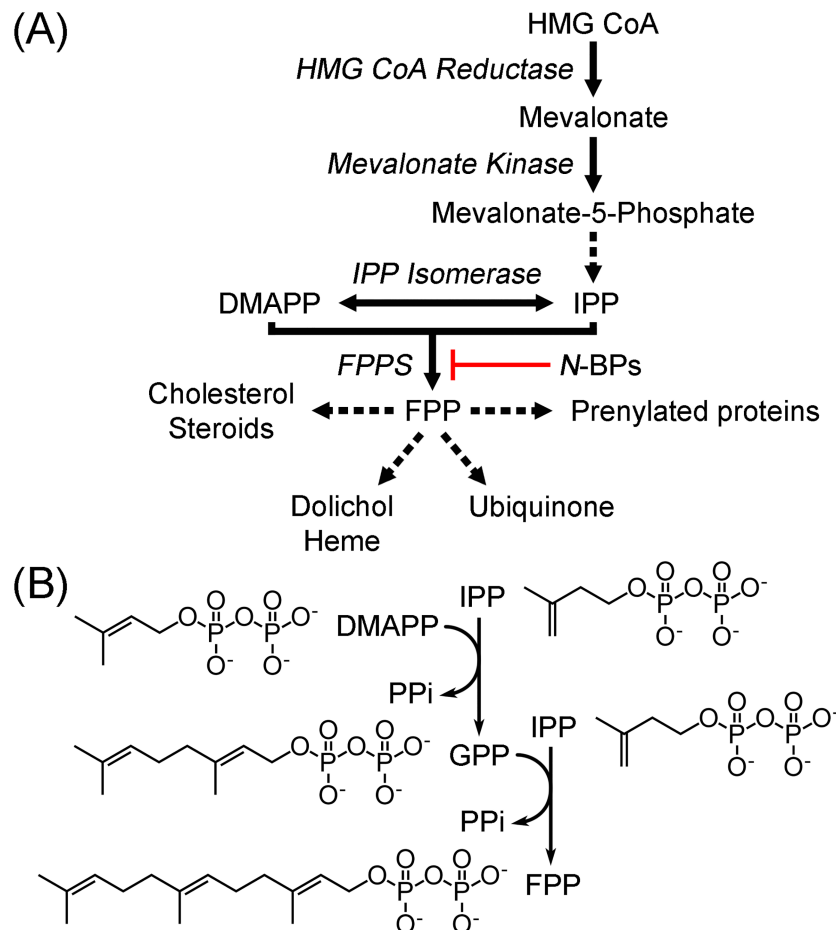 (A)
HMG CoA
HMG CoA Reductase
Mevalonate
Mevalonate Kinase
Mevalonate-5-Phosphate
IPP Isomerase
DMAPP
IPP
FPPS
N-BPs
Cholesterol
Steroids
FPP
Prenylated proteins
Dolichol
Heme
Ubiquinone
(B)
O O O O-
P P
O- O-
DMAPP
IPP
O O O O-
P P
O- O-
PPi
O O O O-
P P
O- O-
GPP
IPP
O O O O-
P P
O- O-
PPi
O O O O-
P P
O- O-
FPP